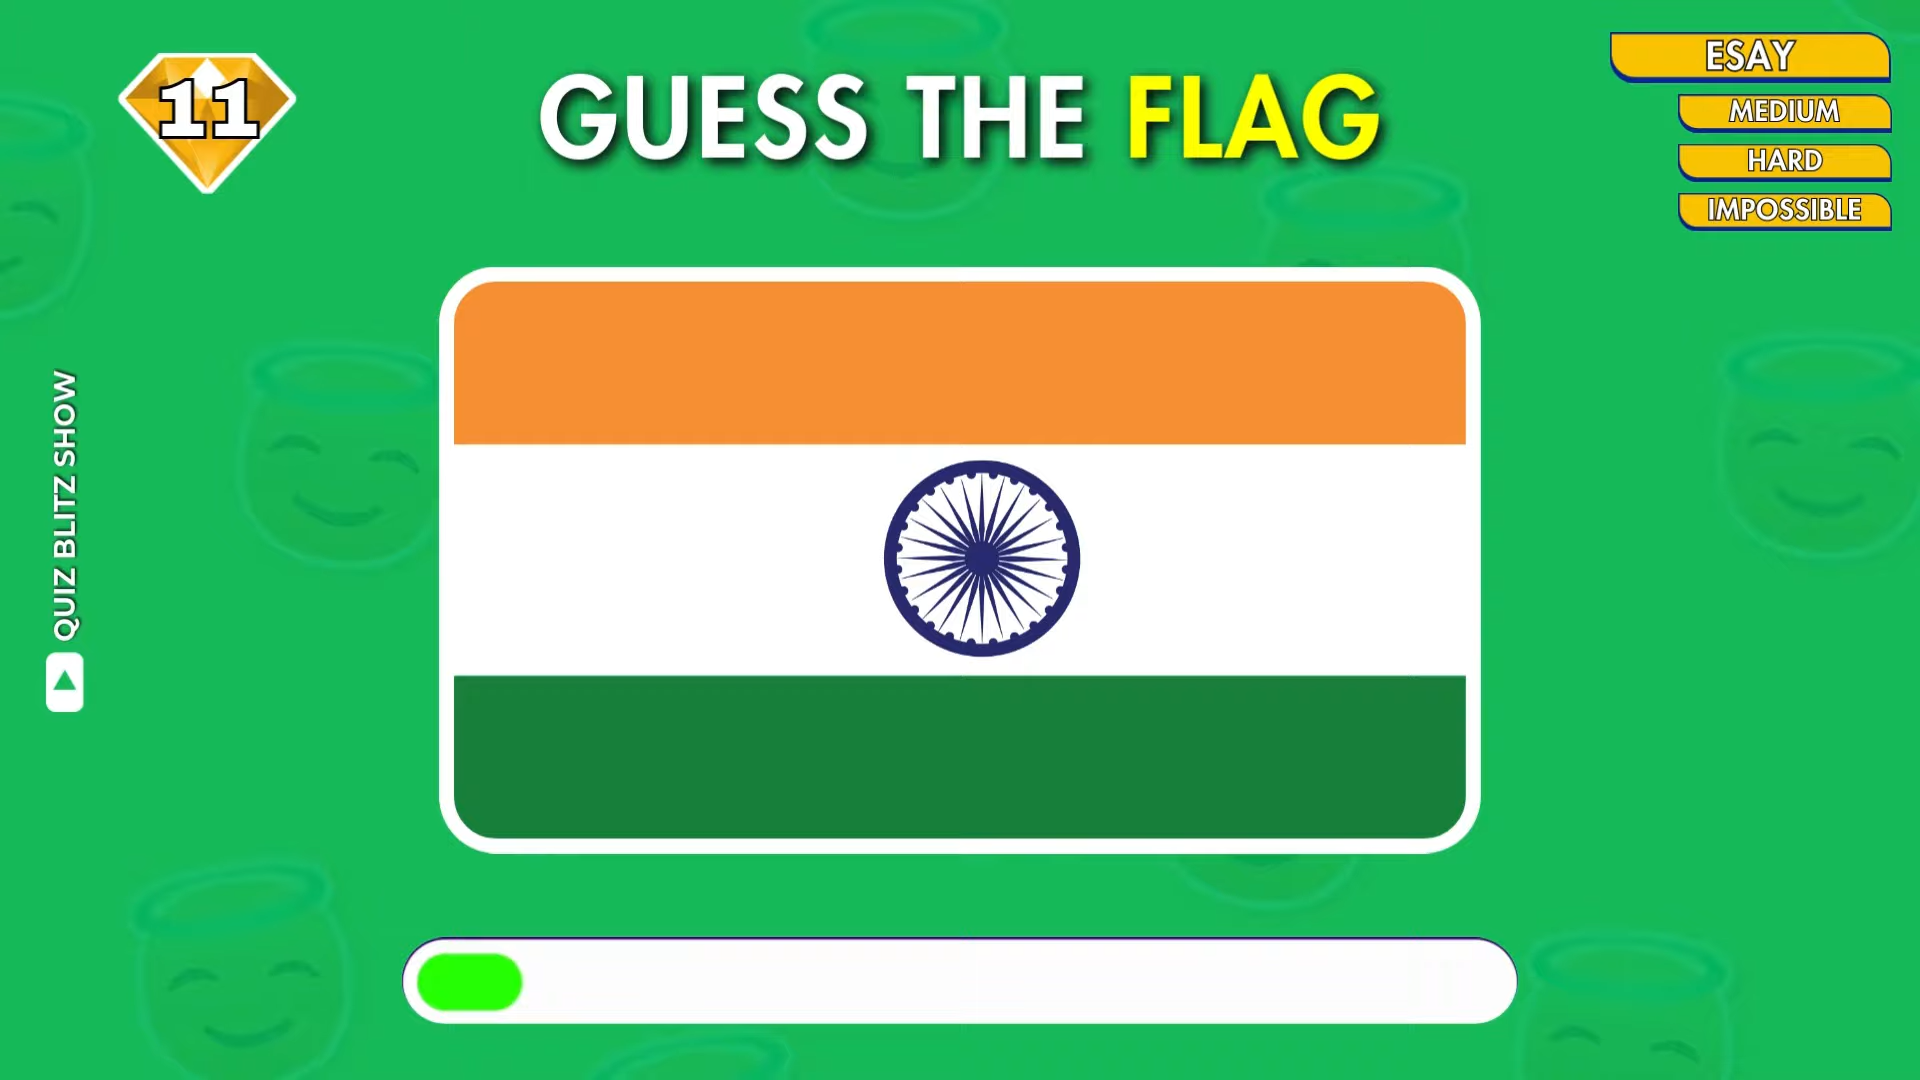 11
GUESS THE FLAG
ESAY
MEDIUM
HARD
IMPOSSIBLE
QUIZ BLITZ SHOW